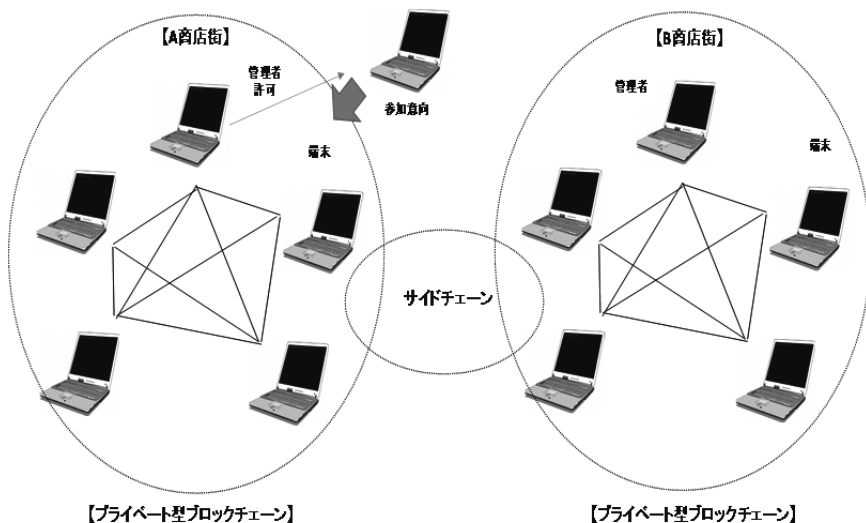 【A商店街】
管理者
許可
参加意向
端末
【B商店街】
管理者
端末
サイドチェーン
【プライベート型ブロックチェーン】
【プライベート型ブロックチェーン】